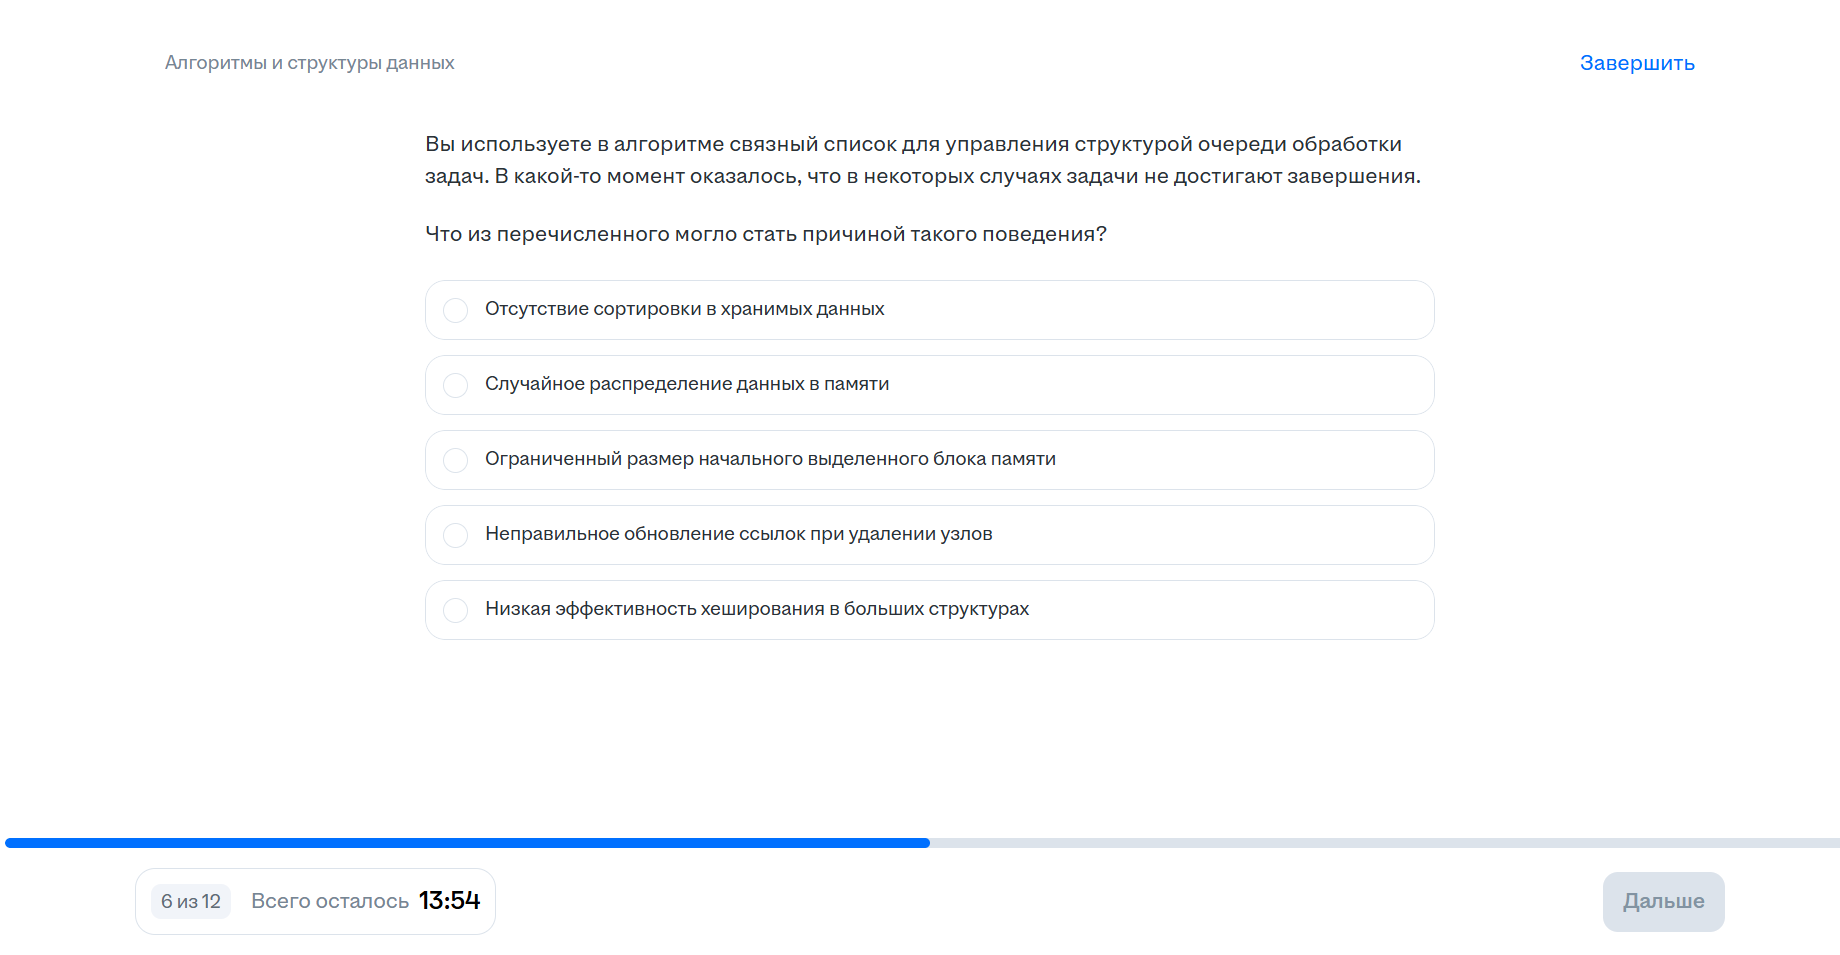 Алгоритмы и структуры данных
Завершить
Вы используете в алгоритме связный список для управления структурой очереди обработки
задач. В какой-то момент оказалось, что в некоторых случаях задачи не достигают завершения.
Что из перечисленного могло стать причиной такого поведения?
Отсутствие сортировки в хранимых данных
Случайное распределение данных в памяти
Ограниченный размер начального выделенного блока памяти
Неправильное обновление ссылок при удалении узлов
Низкая эффективность хеширования в больших структурах
6 из 12
Всего осталось 13:54
Дальше